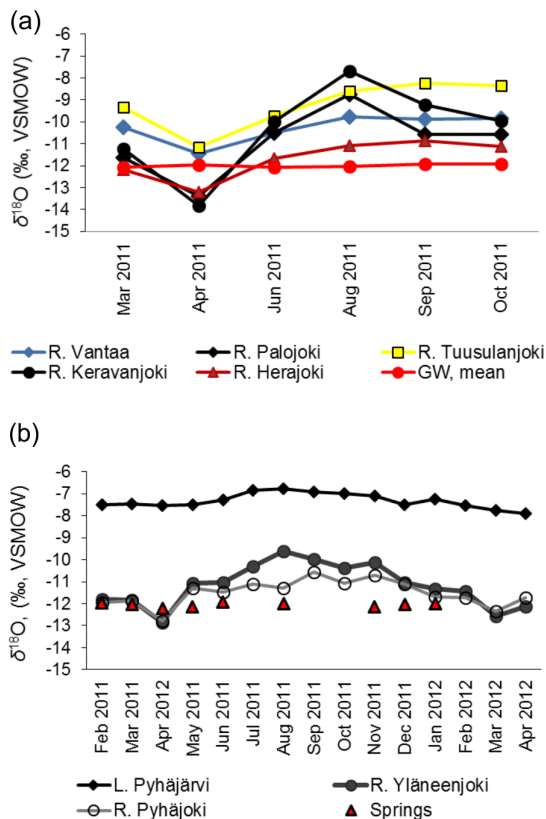 (a)
δ18O (‰, VSMOW)
-6
-7
-8
-9
-10
-11
-12
-13
-14
-15
Mar 2011
Apr 2011
Jun 2011
Aug 2011
Sep 2011
Oct 2011
R. Vantaa R. Palojoki R. Tuusulanjoki
R. Keravanjoki R. Herajoki GW, mean
(b)
δ18O, (‰, VSMOW)
-6
-7
-8
-9
-10
-11
-12
-13
-14
-15
Feb 2011
Mar 2011
Apr 2012
May 2011
Jun 2011
Jul 2011
Aug 2011
Sep 2011
Oct 2011
Nov 2011
Dec 2011
Jan 2012
Feb 2012
Mar 2012
Apr 2012
L. Pyhäjärvi R. Yläneenjoki
R. Pyhäjoki Springs